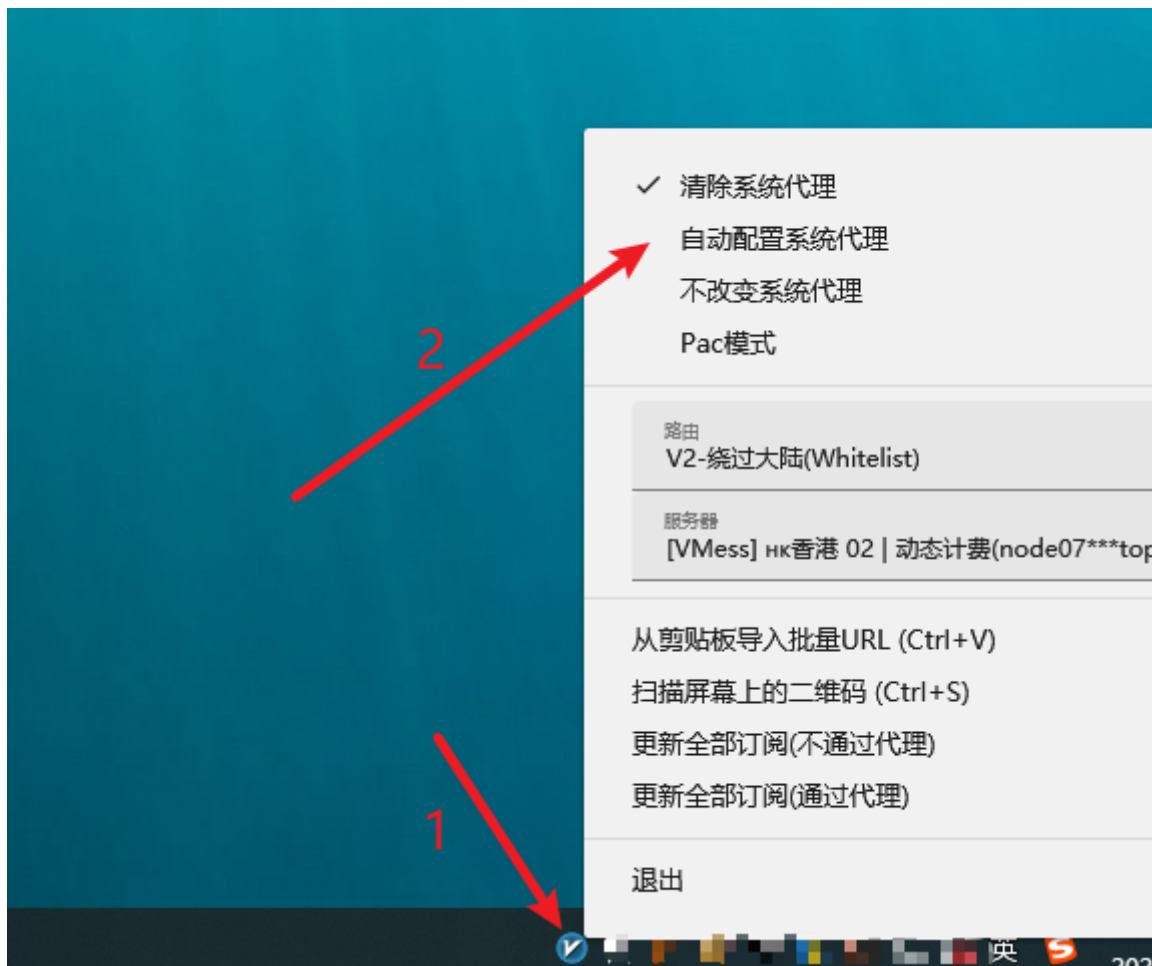 清除系统代理
自动配置系统代理
不改变系统代理
Pac模式
2
路由
V2-绕过大陆(Whitelist)
服务器
[VMess] нк香港 02 | 动态计费(node07***top
从剪贴板导入批量URL (Ctrl+V)
扫描屏幕上的二维码 (Ctrl+S)
更新全部订阅(不通过代理)
更新全部订阅(通过代理)
1
退出
英